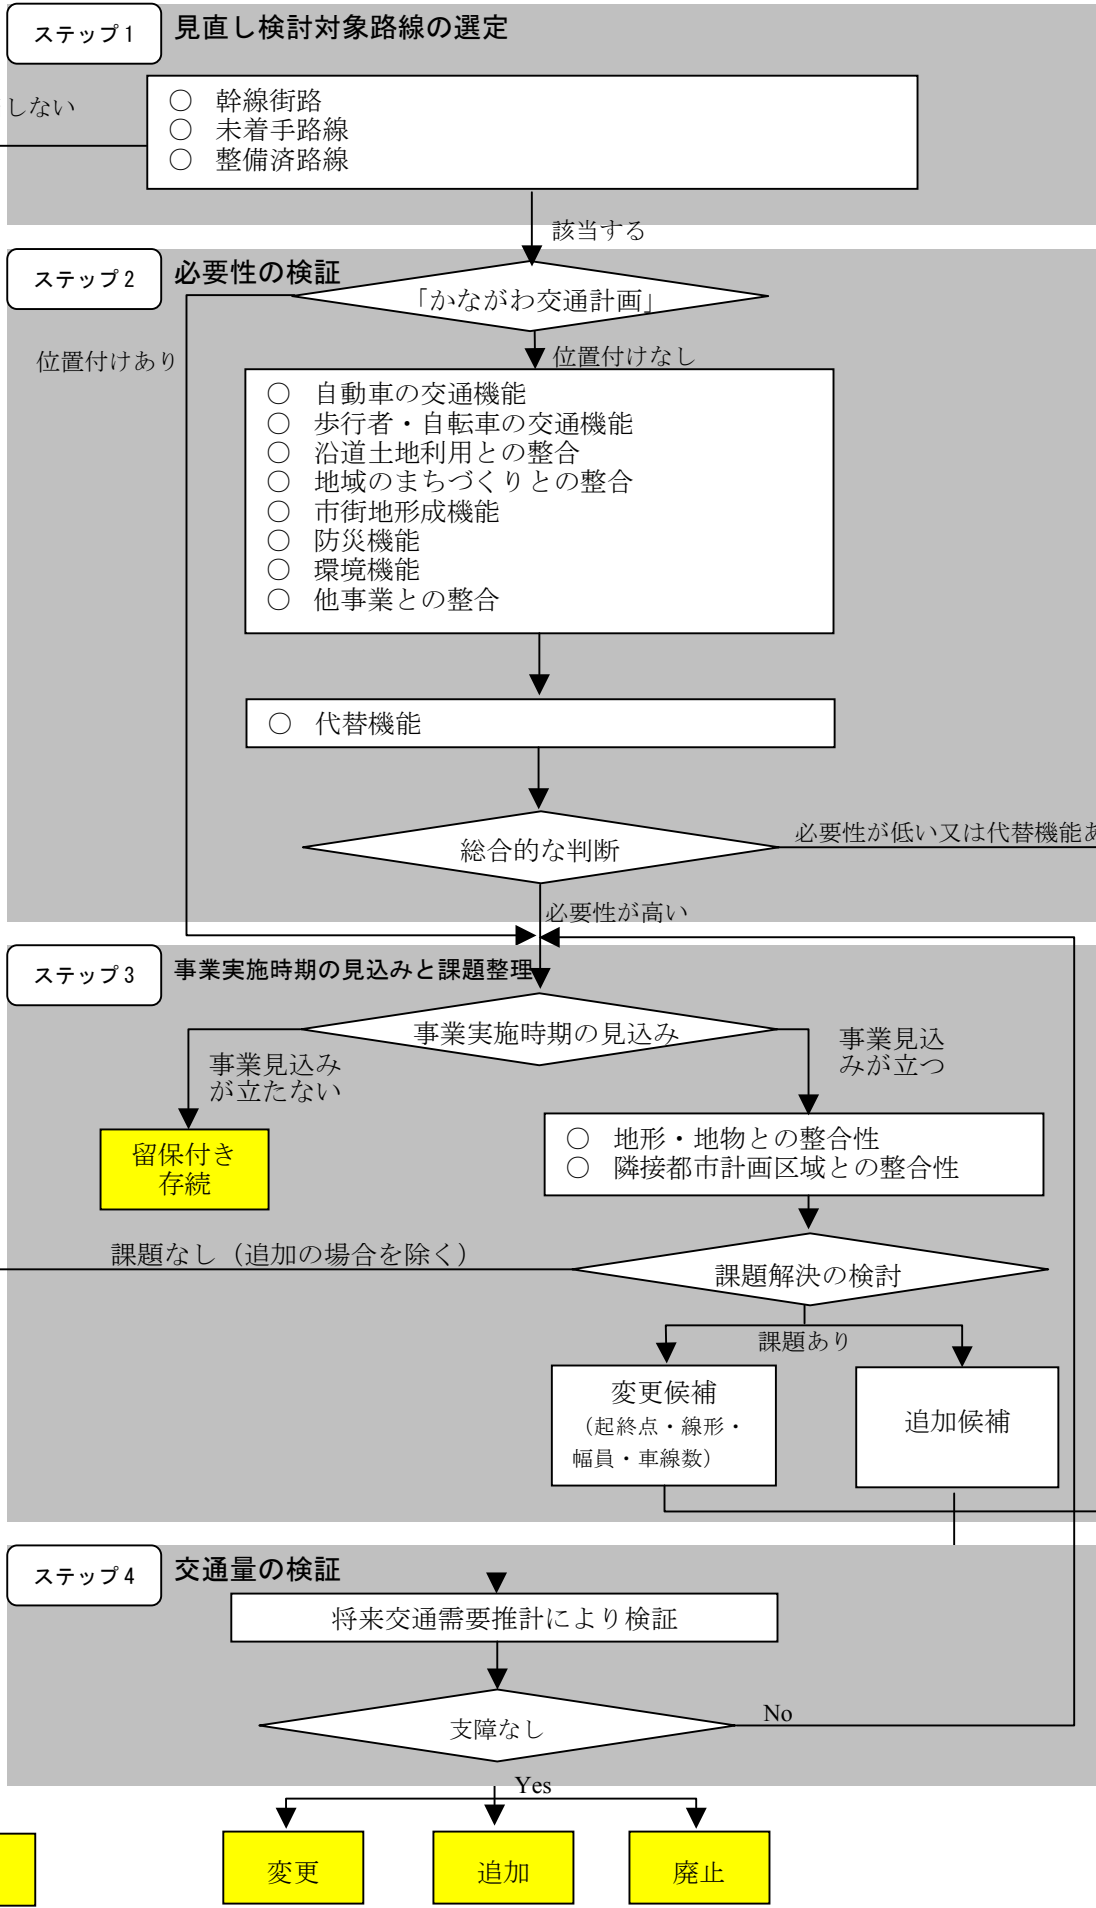 ステップ1
見直し検討対象路線の選定
しない
○ 幹線街路
○ 未着手路線
○ 整備済路線
該当する
ステップ2
必要性の検証
「かながわ交通計画」
位置付けあり
位置付けなし
○ 自動車の交通機能
○ 歩行者・自転車の交通機能
○ 沿道土地利用との整合
○ 地域のまちづくりとの整合
○ 市街地形成機能
○ 防災機能
○ 環境機能
○ 他事業との整合
○ 代替機能
総合的な判断
必要性が低い又は代替機能あ
必要性が高い
ステップ3
事業実施時期の見込みと課題整理
事業実施時期の見込み
事業見込み
が立たない
事業見込
みが立つ
留保付き
存続
○ 地形・地物との整合性
○ 隣接都市計画区域との整合性
課題なし（追加の場合を除く）
課題解決の検討
課題あり
変更候補
（起終点・線形・
幅員・車線数）
追加候補
ステップ4
交通量の検証
将来交通需要推計により検証
支障なし
No
Yes
変更
追加
廃止